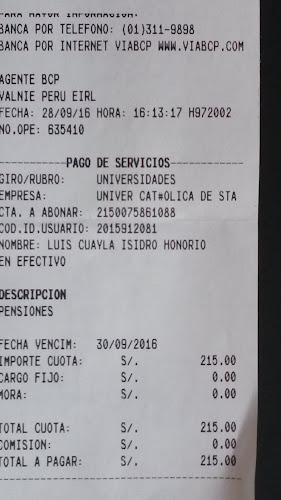 PARA MAYOR INFORMACION:
BANCA POR TELEFONO: (01)311-9898
BANCA POR INTERNET VIABCP WWW.VIABCP.COM
AGENTE BCP
VALNIE PERU EIRL
FECHA: 28/09/16 HORA: 16:13:17 H972002
NO.OPE: 635410
PAGO DE SERVICIOS
GIRO/RUBRO: UNIVERSIDADES
EMPRESA: UNIVER CAT#OLICA DE STA
CTA. A ABONAR: 2150075861088
COD.ID.USUARIO: 2015912081
NOMBRE: LUIS CUAYLA ISIDRO HONORIO
EN EFECTIVO
DESCRIPCION
PENSIONES
FECHA VENCIM: 30/09/2016
IMPORTE CUOTA: S/. 215.00
CARGO FIJO: S/. 0.00
MORA: S/. 0.00
TOTAL CUOTA: S/. 215.00
COMISION: S/. 0.00
TOTAL A PAGAR: S/. 215.00